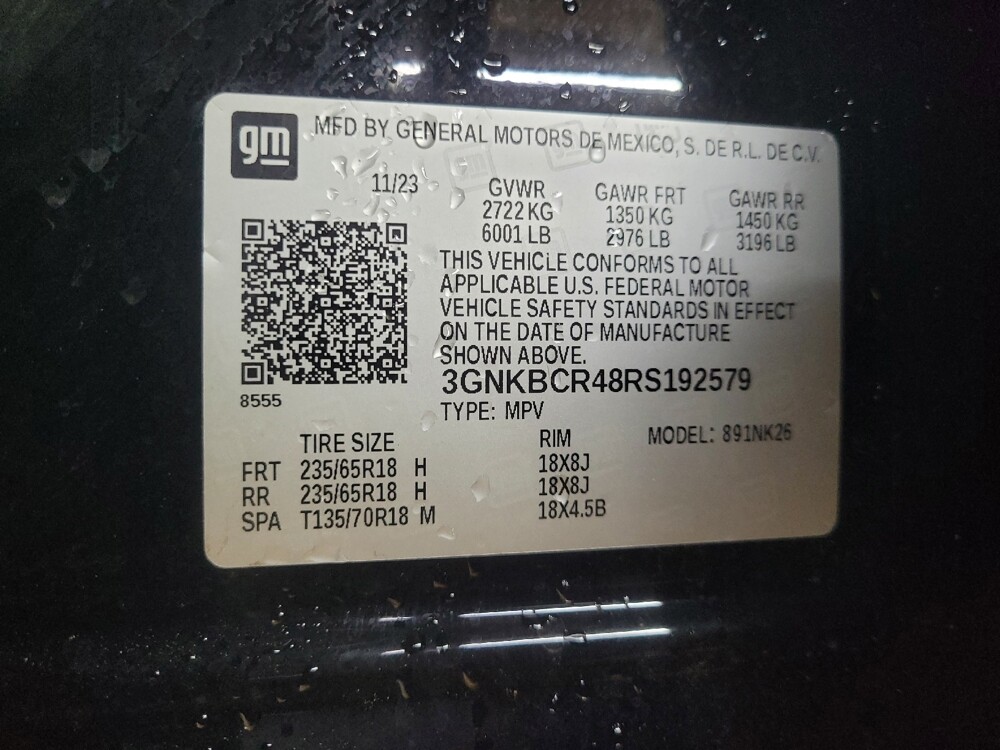 gm MFD BY GENERAL MOTORS DE MEXICO, S. DE R.L. DE C.V.
11/23 GVWR GAWR FRT GAWR RR
2722 KG 1350 KG 1450 KG
6001 LB 2976 LB 3196 LB
THIS VEHICLE CONFORMS TO ALL
APPLICABLE U.S. FEDERAL MOTOR
VEHICLE SAFETY STANDARDS IN EFFECT
ON THE DATE OF MANUFACTURE
SHOWN ABOVE.
3GNKBCR48RS192579
8555
TYPE: MPV
TIRE SIZE RIM MODEL: 891NK26
FRT 235/65R18 H 18X8J
RR 235/65R18 H 18X8J
SPA T135/70R18 M 18X4.5B